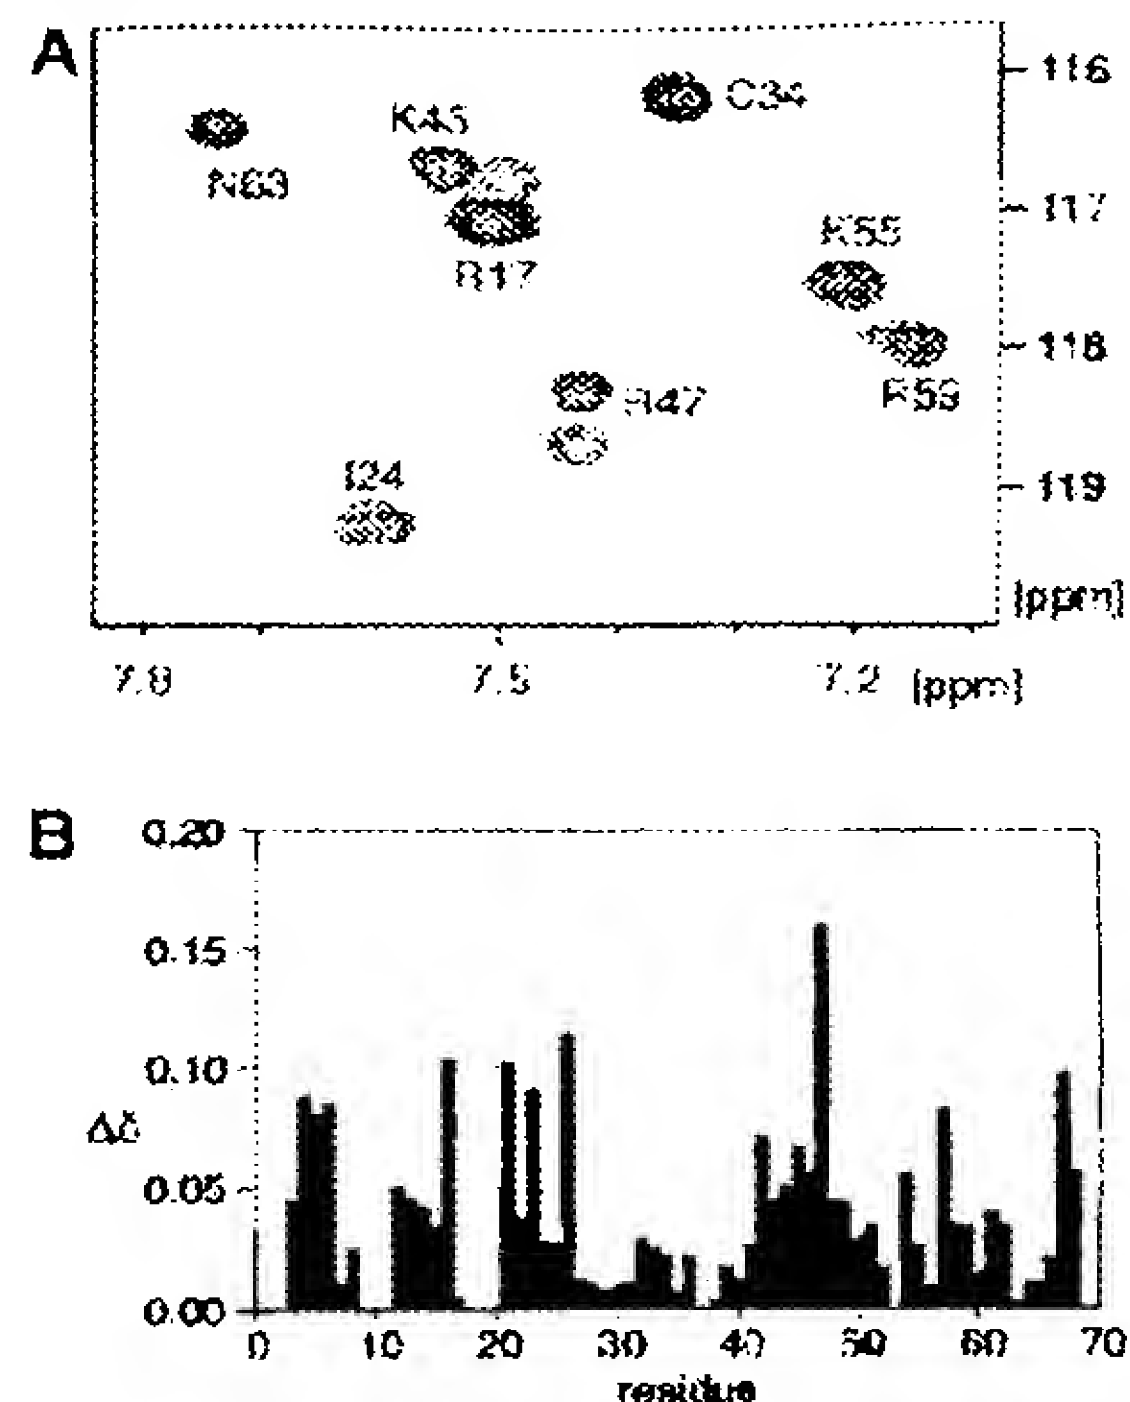 A
116
C34
K45
N63
117
K55
R17
118
R59
R47
I24
119
[ppm]
7.8 7.5 7.2 [ppm]
B
0.20
0.15
0.10
Δδ
0.05
0.00
0 10 20 30 40 50 60 70
residue